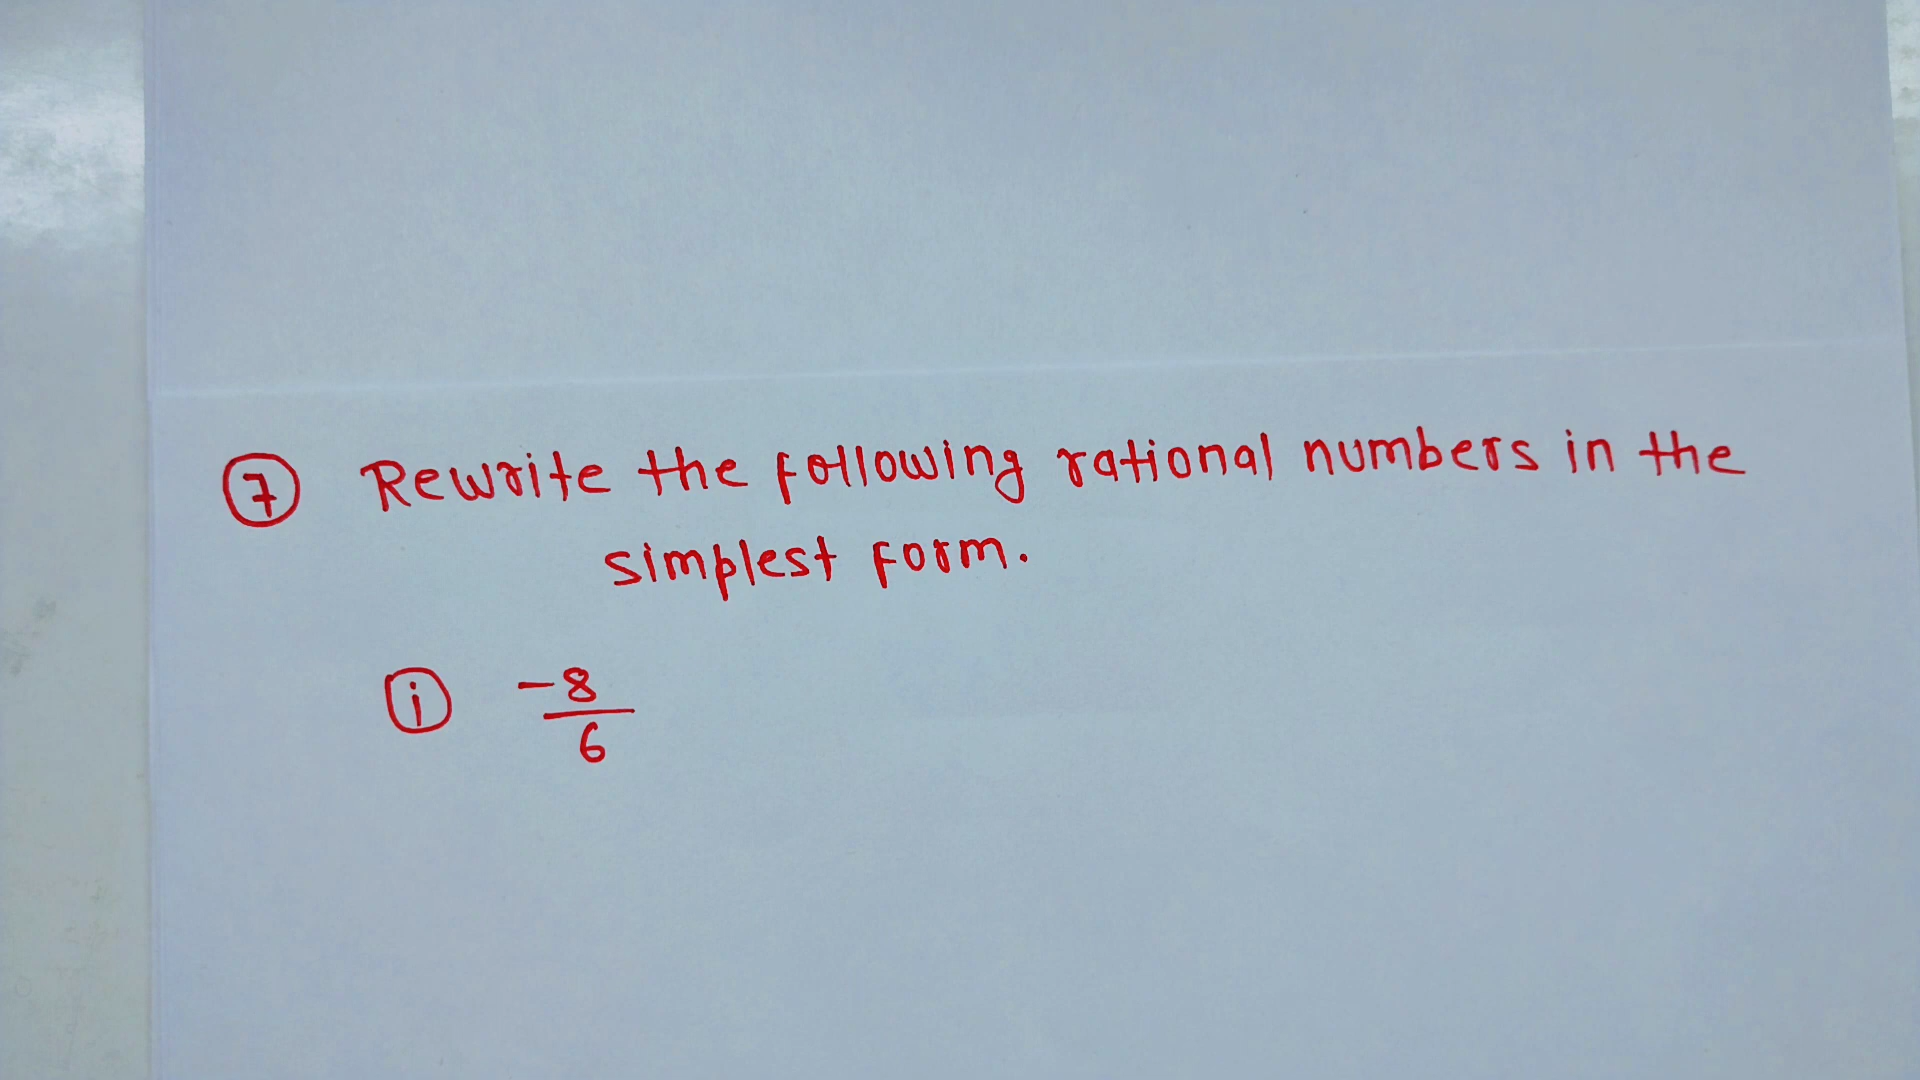 7 Rewrite the following rational numbers in the
simplest form.
i -8/6